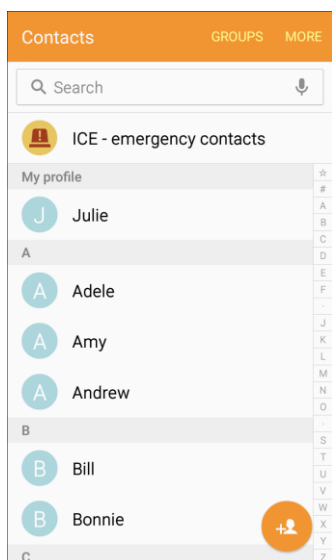 Contacts GROUPS MORE
Search
ICE - emergency contacts
My profile
J Julie
A
A Adele
A Amy
A Andrew
B
B Bill
B Bonnie
C
☆
#
A
B
C
D
E
F
·
J
K
L
M
N
O
·
S
T
U
V
W
X
Y
Z